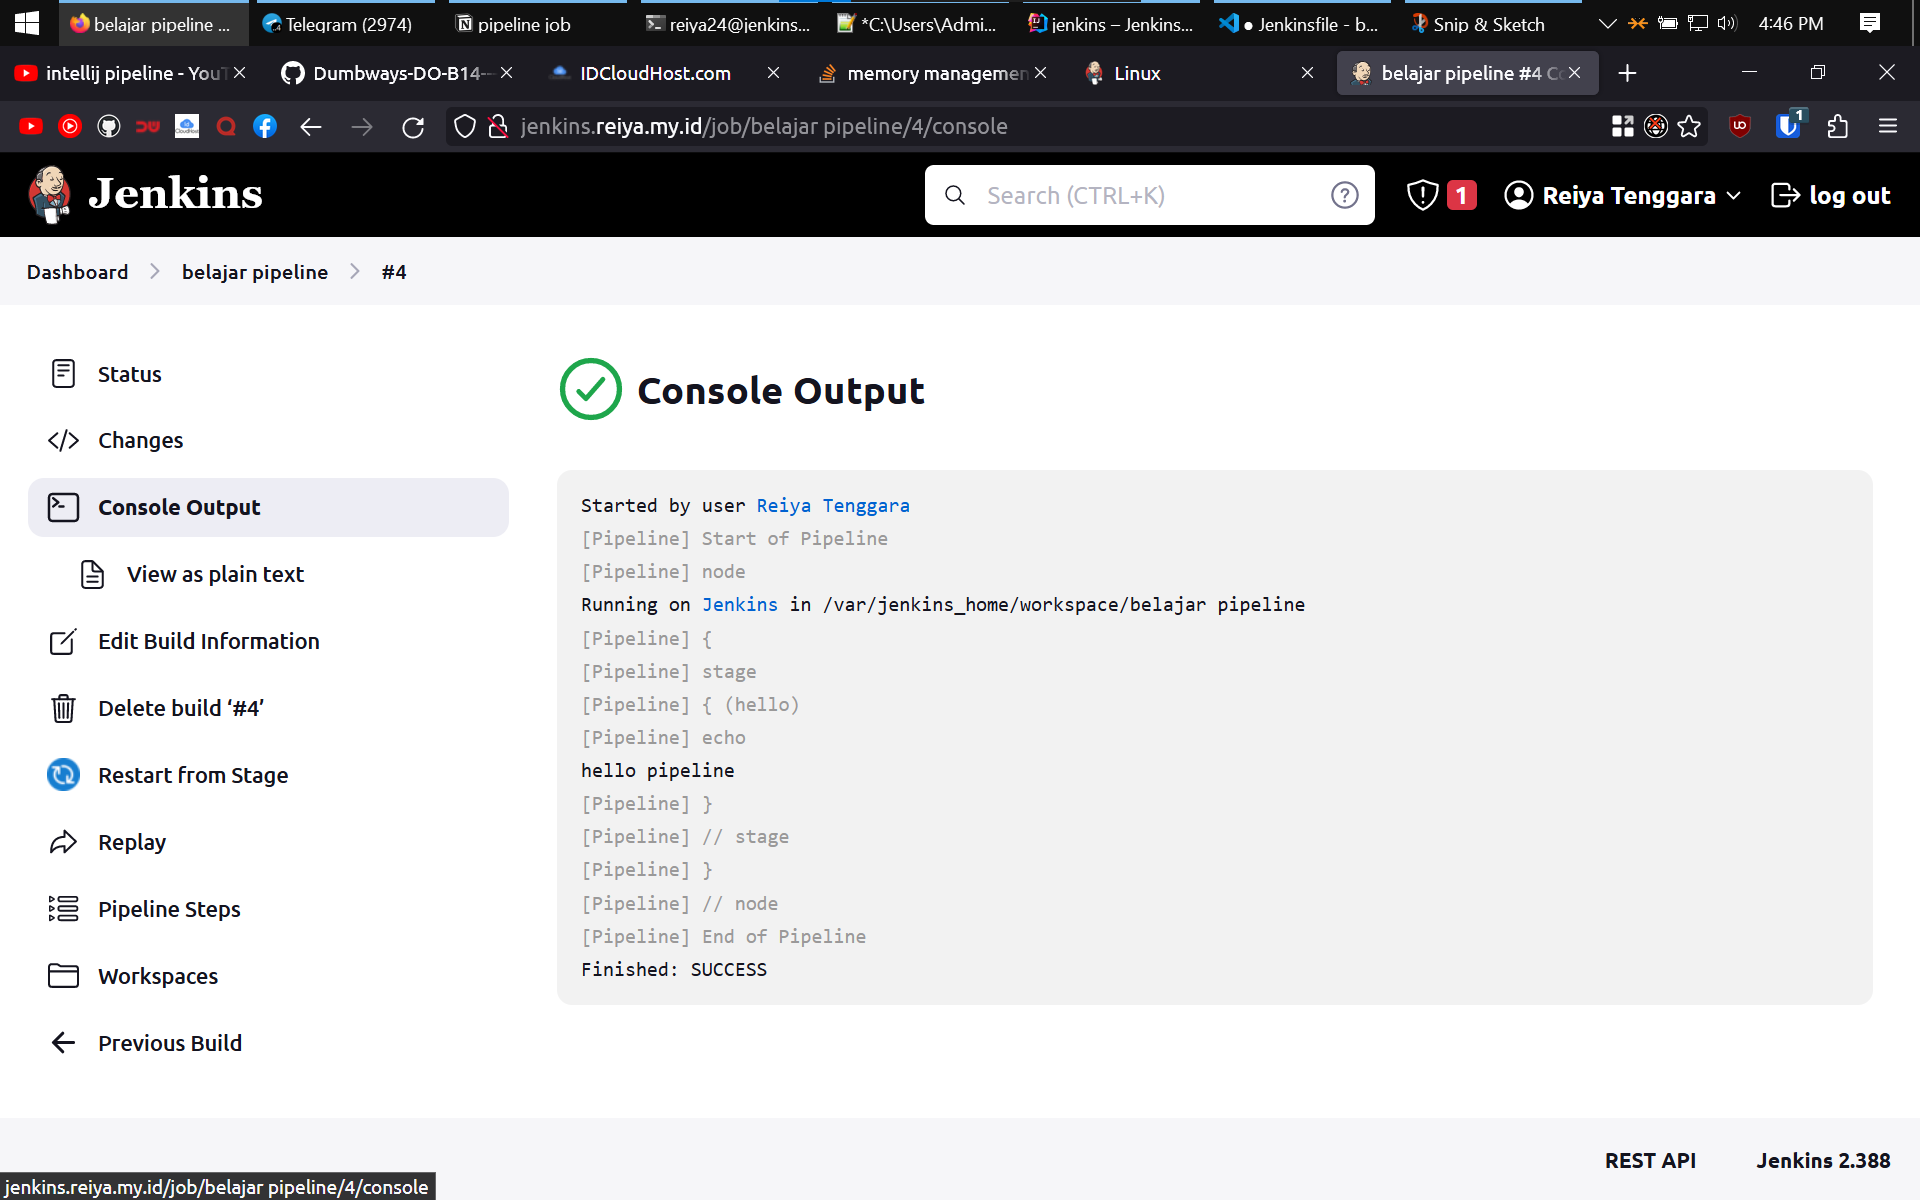 belajar pipeline ...
Telegram (2974)
pipeline job
reiya24@jenkins...
*C:\Users\Admi...
jenkins – Jenkins...
● Jenkinsfile - b...
Snip & Sketch
4:46 PM
intellij pipeline - YouT
Dumbways-DO-B14-
IDCloudHost.com
memory managemen
Linux
belajar pipeline #4 Co
jenkins.reiya.my.id/job/belajar pipeline/4/console
1
Jenkins
Search (CTRL+K)
1
Reiya Tenggara
log out
Dashboard
belajar pipeline
#4
Status
Changes
Console Output
View as plain text
Edit Build Information
Delete build ‘#4’
Restart from Stage
Replay
Pipeline Steps
Workspaces
Previous Build
Console Output
Started by user Reiya Tenggara
[Pipeline] Start of Pipeline
[Pipeline] node
Running on Jenkins in /var/jenkins_home/workspace/belajar pipeline
[Pipeline] {
[Pipeline] stage
[Pipeline] { (hello)
[Pipeline] echo
hello pipeline
[Pipeline] }
[Pipeline] // stage
[Pipeline] }
[Pipeline] // node
[Pipeline] End of Pipeline
Finished: SUCCESS
REST API
Jenkins 2.388
jenkins.reiya.my.id/job/belajar pipeline/4/console